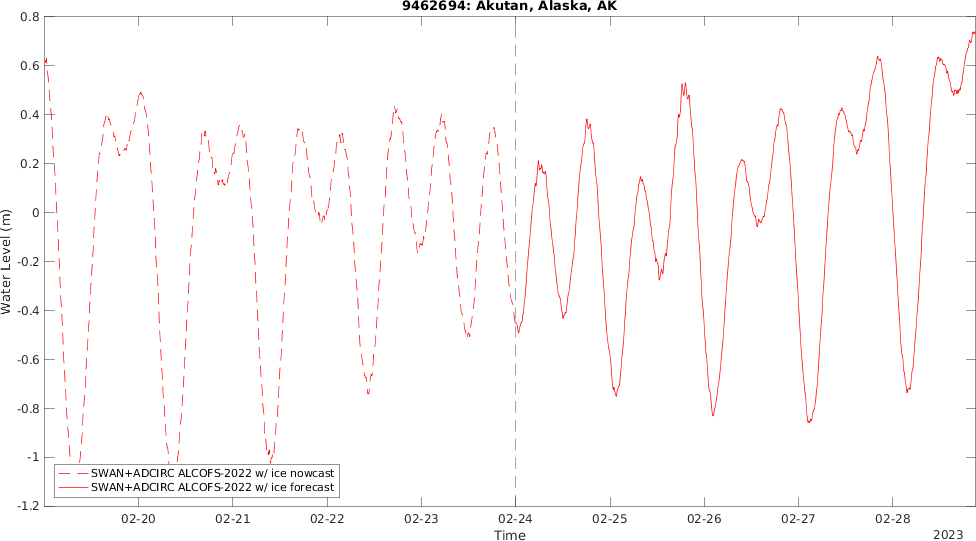 9462694: Akutan, Alaska, AK
Water Level (m)
0.8
0.6
0.4
0.2
0
-0.2
-0.4
-0.6
-0.8
-1
-1.2
SWAN+ADCIRC ALCOFS-2022 w/ ice nowcast
SWAN+ADCIRC ALCOFS-2022 w/ ice forecast
02-20 02-21 02-22 02-23 02-24 02-25 02-26 02-27 02-28
Time
2023